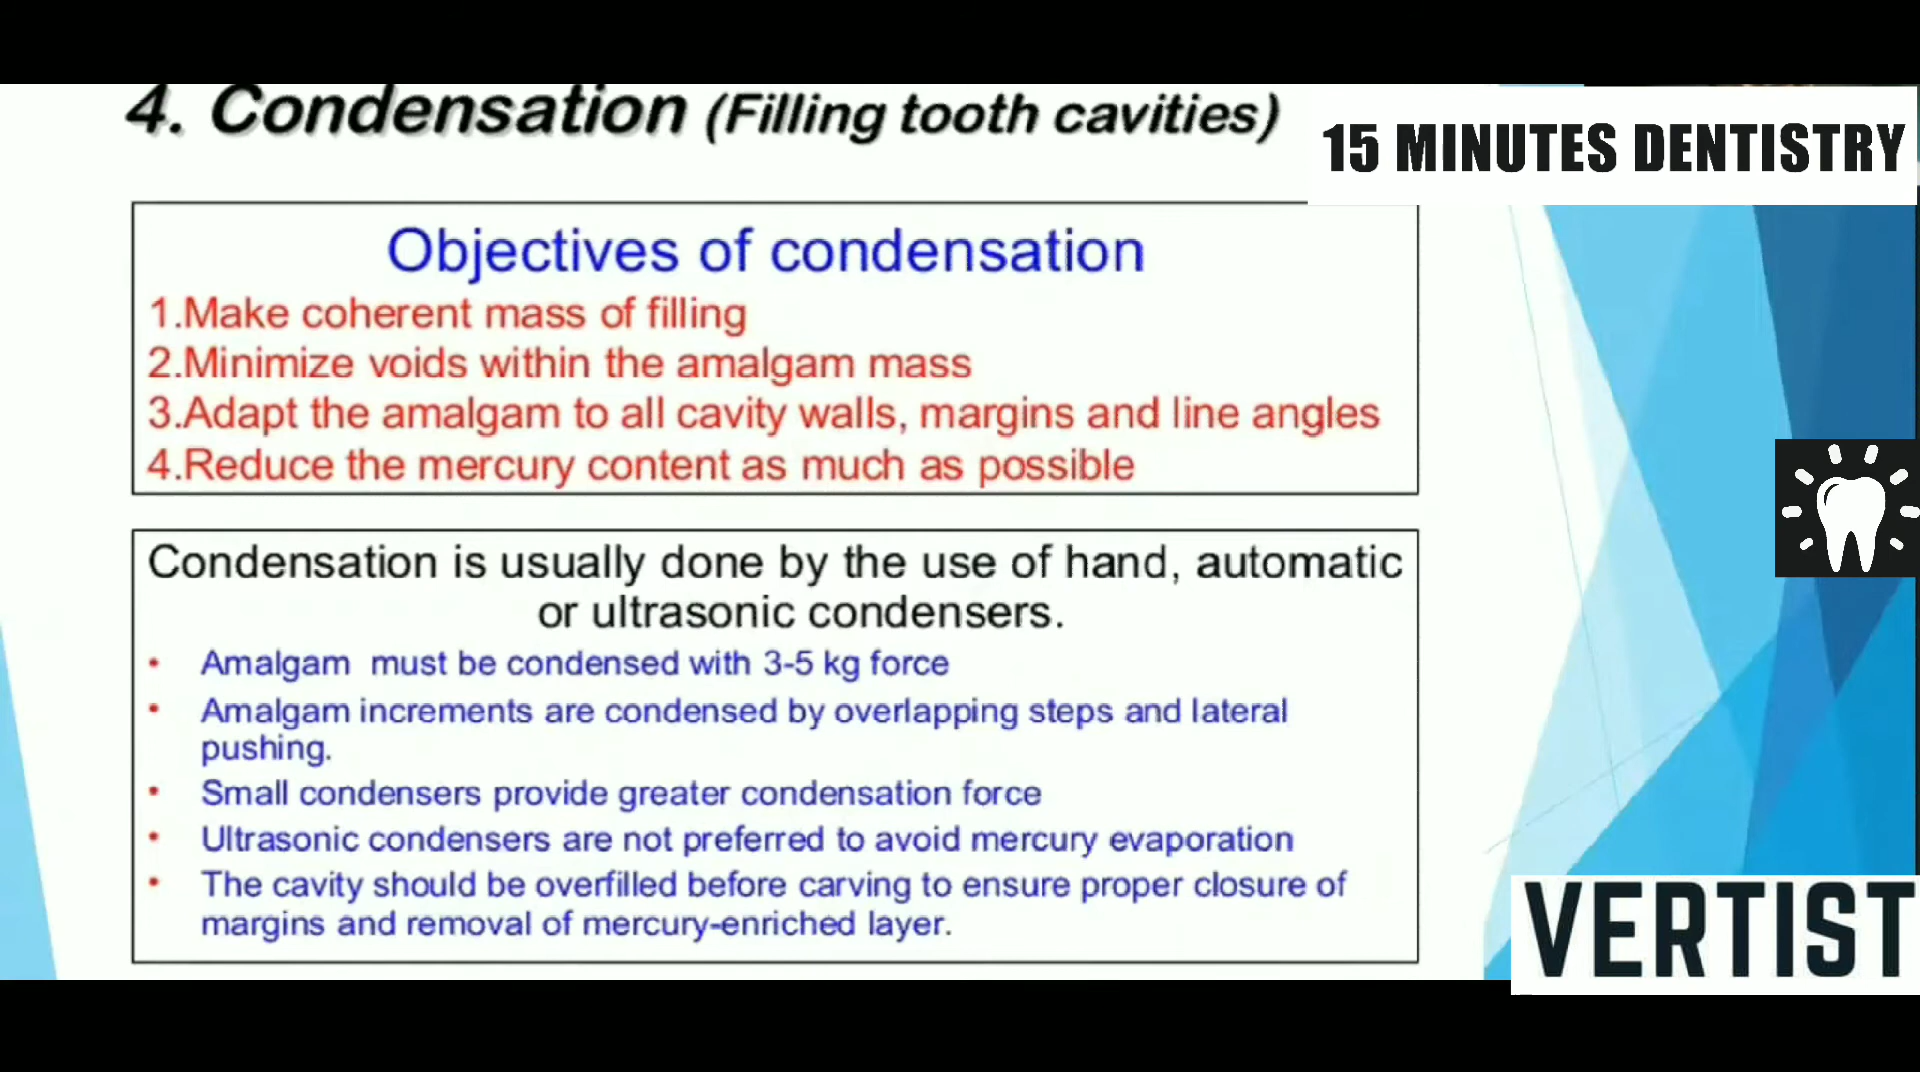 4. Condensation (Filling tooth cavities)
15 MINUTES DENTISTRY
Objectives of condensation
1.Make coherent mass of filling
2.Minimize voids within the amalgam mass
3.Adapt the amalgam to all cavity walls, margins and line angles
4.Reduce the mercury content as much as possible
Condensation is usually done by the use of hand, automatic
or ultrasonic condensers.
• Amalgam must be condensed with 3-5 kg force
• Amalgam increments are condensed by overlapping steps and lateral
pushing.
• Small condensers provide greater condensation force
• Ultrasonic condensers are not preferred to avoid mercury evaporation
• The cavity should be overfilled before carving to ensure proper closure of
margins and removal of mercury-enriched layer.
VERTIST